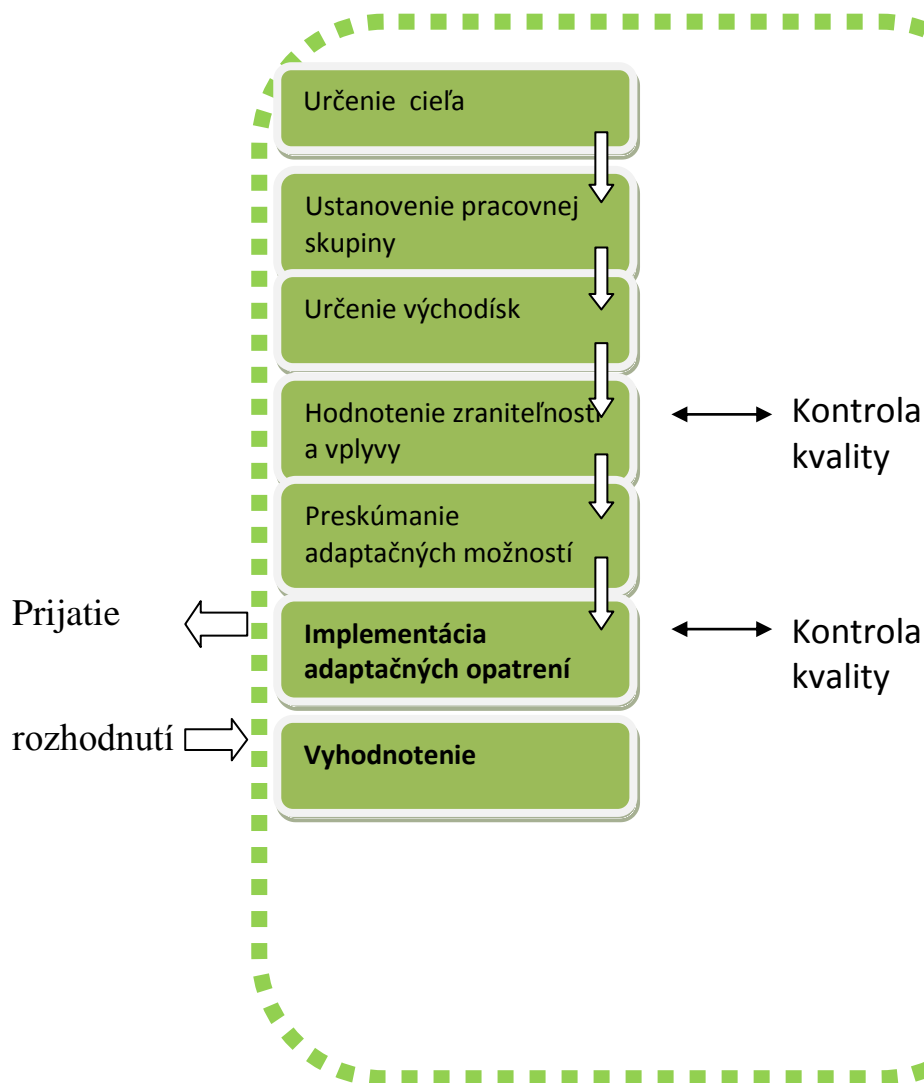 Určenie cieľa
Ustanovenie pracovnej
skupiny
Určenie východísk
Hodnotenie zraniteľnosti
a vplyvy
Kontrola
kvality
Preskúmanie
adaptačných možností
Prijatie
Implementácia
adaptačných opatrení
Kontrola
kvality
rozhodnutí
Vyhodnotenie